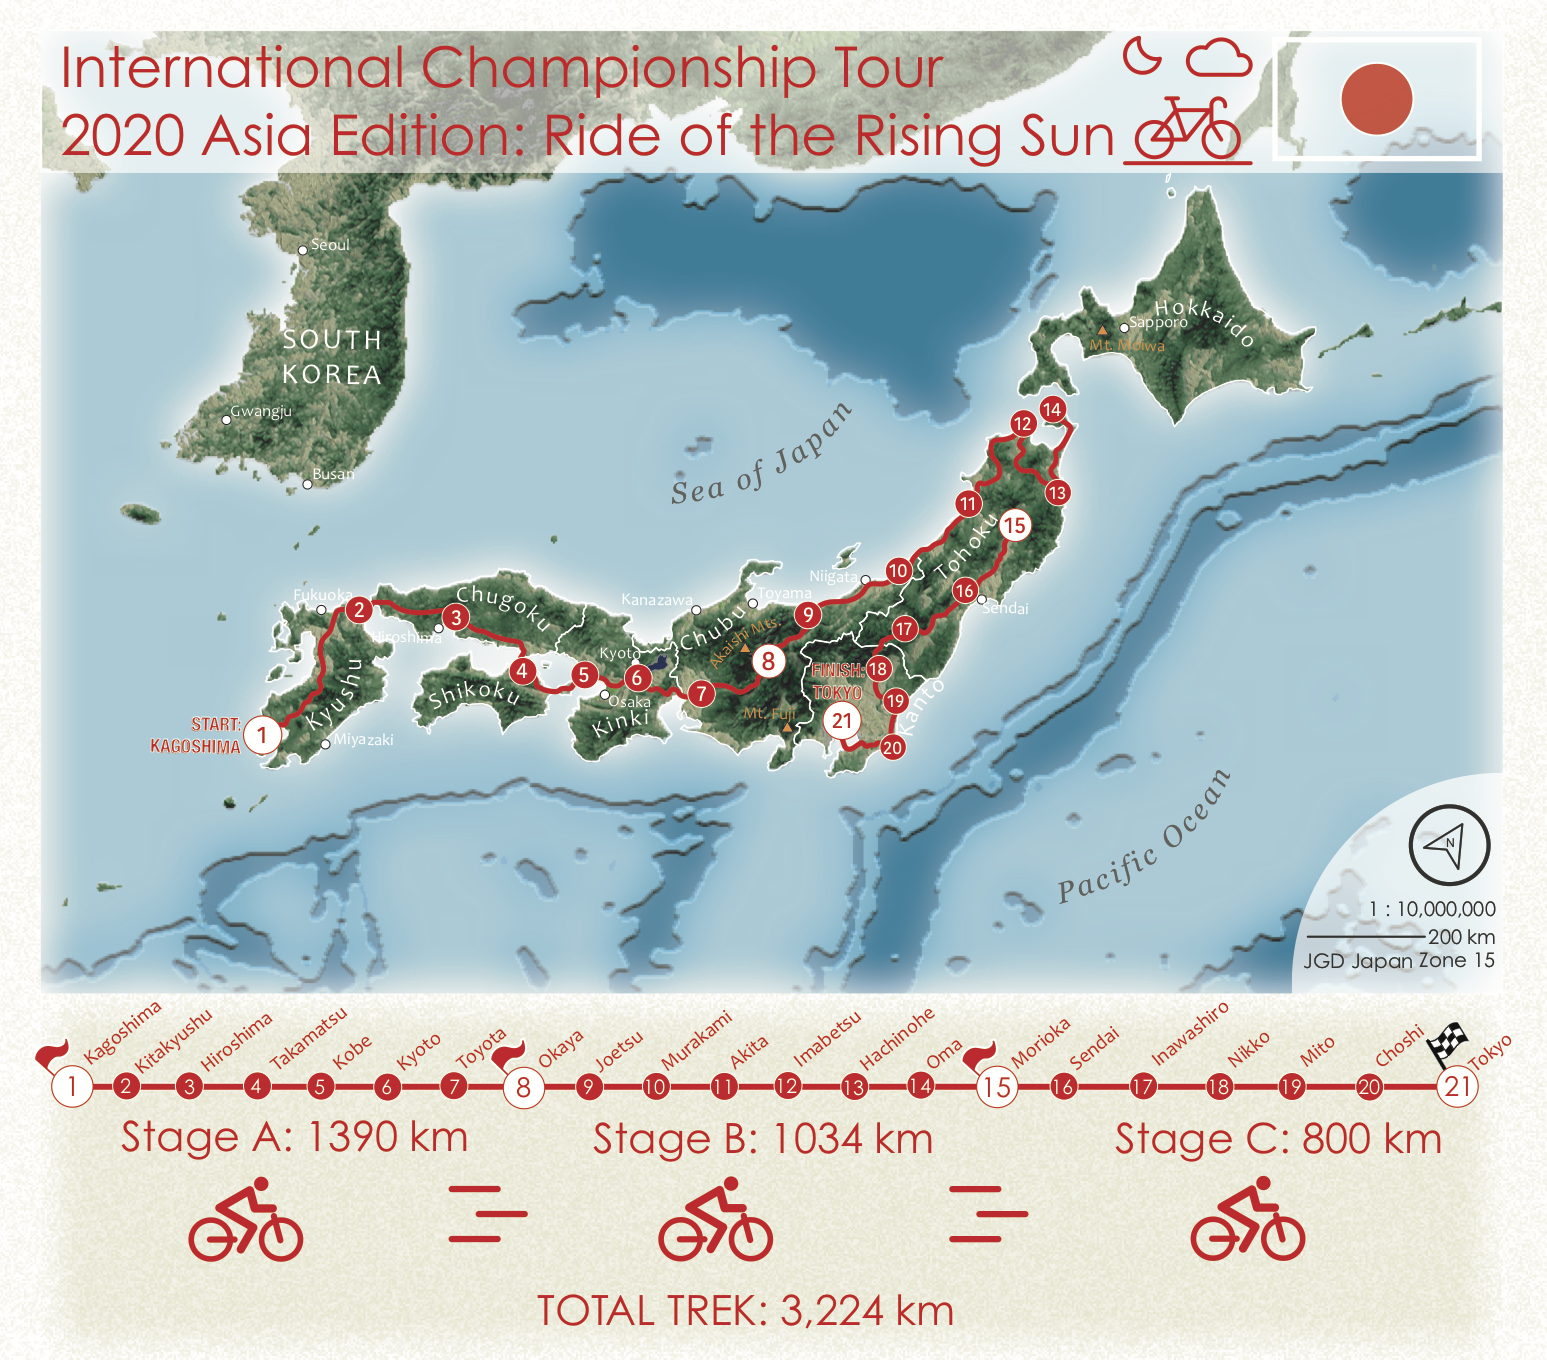 International Championship Tour
2020 Asia Edition: Ride of the Rising Sun
Seoul
SOUTH
KOREA
Gwangju
Busan
Hokkaido
Sapporo
Mt. Moiwa
Sea of Japan
14
12
13
11
15
Tohoku
10
Niigata
16
Sendai
Fukuoka
2
Chugoku
3
Hiroshima
Kanazawa
Toyama
9
Chubu
Akaishi Mts.
17
Kyoto
8
FINISH:
TOKYO
18
4
5
6
7
19
Kyushu
Shikoku
Osaka
Kinki
Mt. Fuji
21
Kanto
20
START:
KAGOSHIMA
1
Miyazaki
Pacific Ocean
N
1 : 10,000,000
200 km
JGD Japan Zone 15
Kagoshima
Kitakyushu
Hiroshima
Takamatsu
Kobe
Kyoto
Toyota
Okaya
Joetsu
Murakami
Akita
Imabetsu
Hachinohe
Oma
Morioka
Sendai
Inawashiro
Nikko
Mito
Choshi
Tokyo
1 2 3 4 5 6 7 8 9 10 11 12 13 14 15 16 17 18 19 20 21
Stage A: 1390 km
Stage B: 1034 km
Stage C: 800 km
TOTAL TREK: 3,224 km